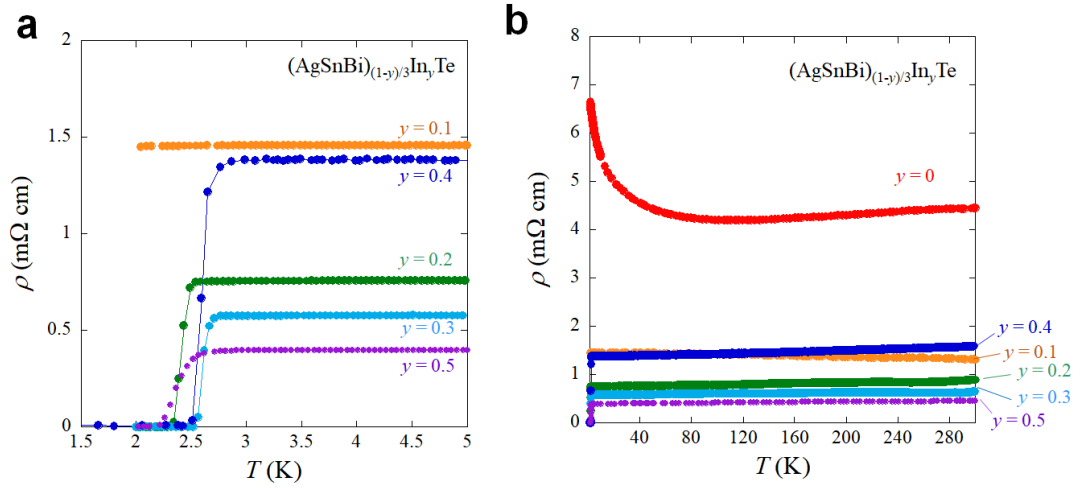 a
2
1.5
1
0.5
0
ρ (mΩ cm)
(AgSnBi)(1-y)/3InyTe
y = 0.1
y = 0.4
y = 0.2
y = 0.3
y = 0.5
1.5 2 2.5 3 3.5 4 4.5 5
T (K)
b
8
7
6
5
4
3
2
1
0
ρ (mΩ cm)
(AgSnBi)(1-y)/3InyTe
y = 0
y = 0.4
y = 0.1
y = 0.2
y = 0.3
y = 0.5
40 80 120 160 200 240 280
T (K)